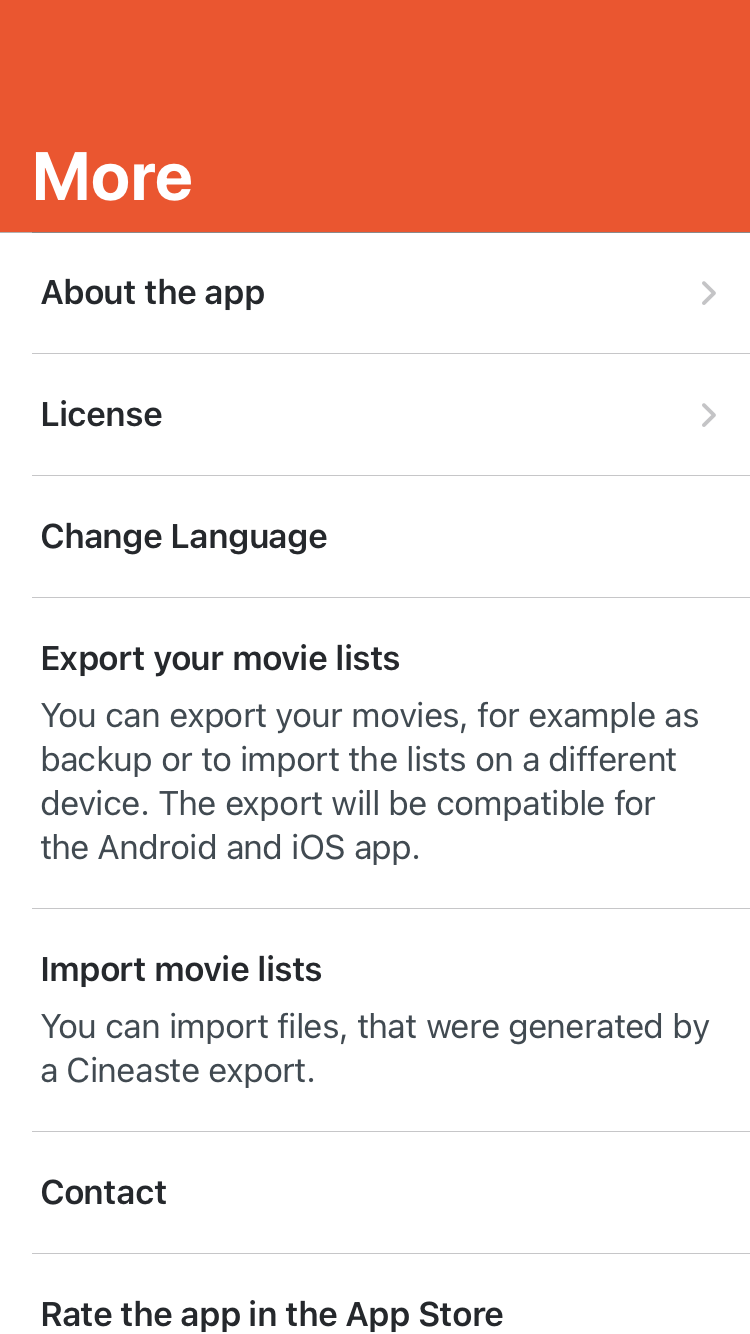 More
About the app
License
Change Language
Export your movie lists
You can export your movies, for example as
backup or to import the lists on a different
device. The export will be compatible for
the Android and iOS app.
Import movie lists
You can import files, that were generated by
a Cineaste export.
Contact
Rate the app in the App Store